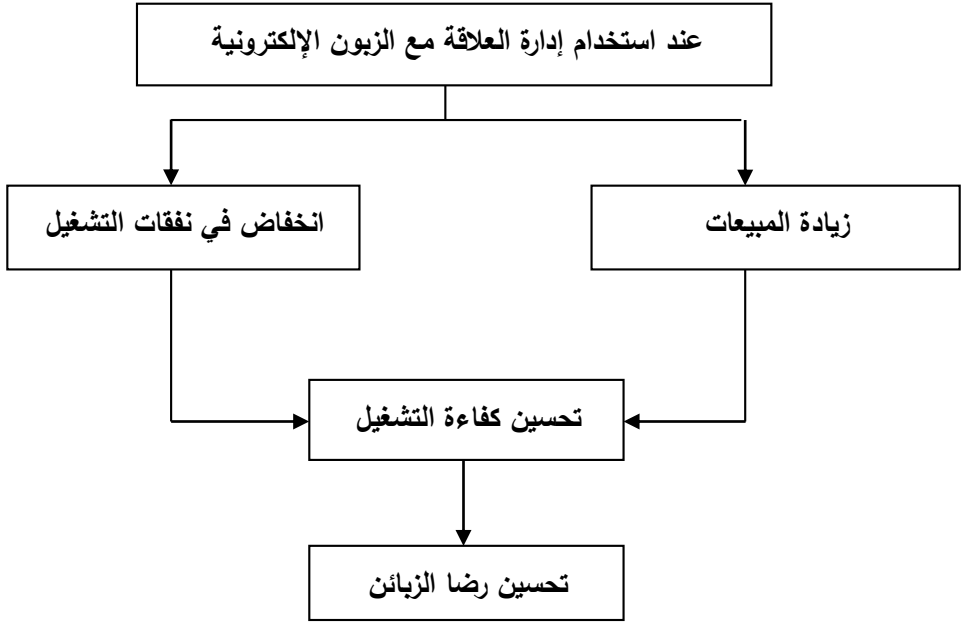 عند استخدام إدارة العلاقة مع الزبون الإلكترونية
زيادة المبيعات
انخفاض في نفقات التشغيل
تحسين كفاءة التشغيل
تحسين رضا الزبائن